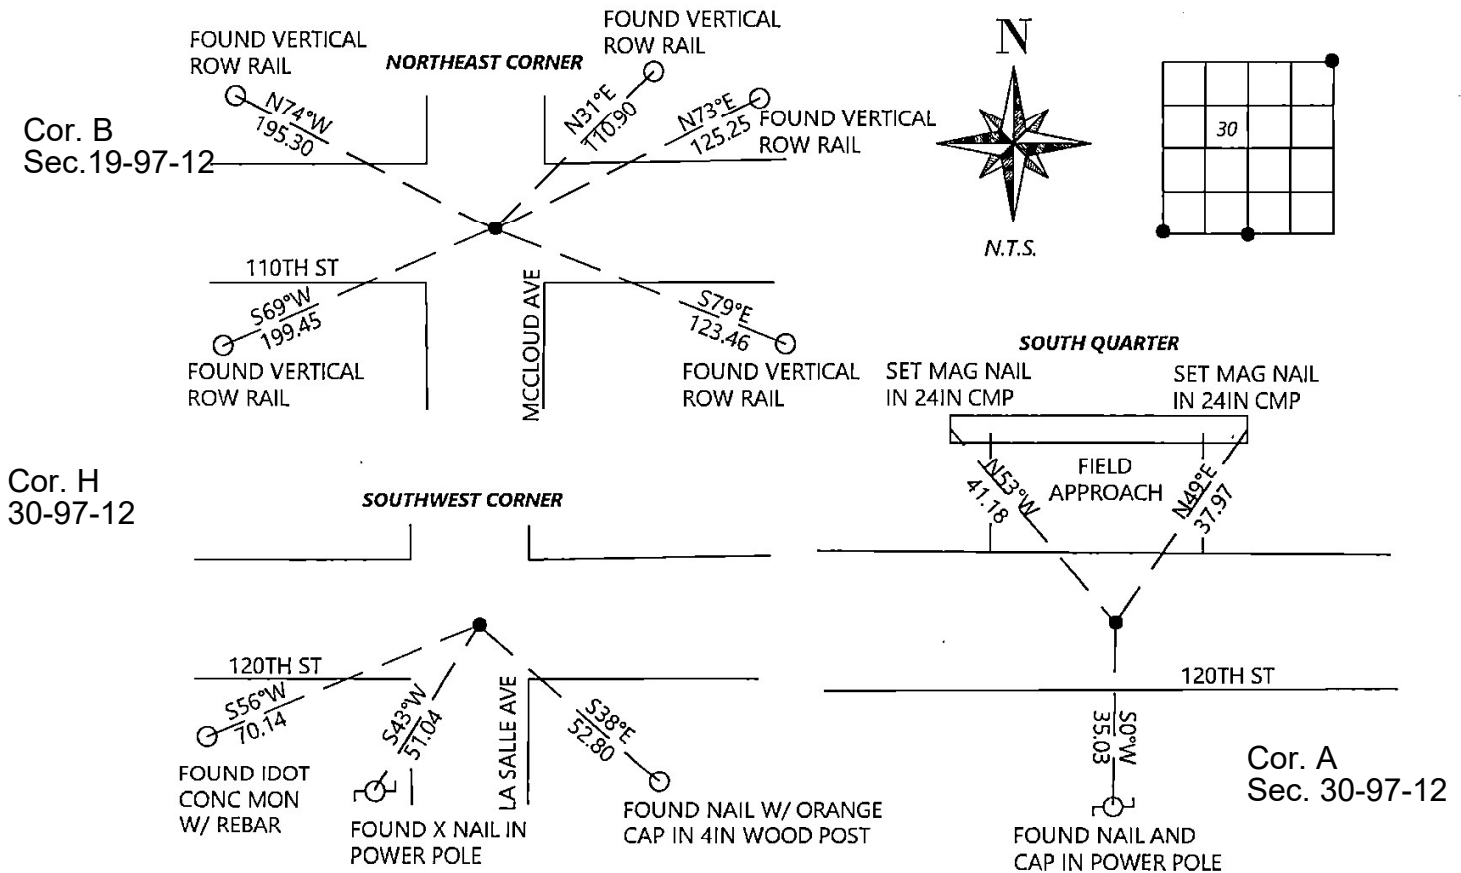 FOUND VERTICAL
ROW RAIL
NORTHEAST CORNER
FOUND VERTICAL
ROW RAIL
N74°W
195.30
N31°E
110.90
N73°E
125.25
FOUND VERTICAL
ROW RAIL
Cor. B
Sec.19-97-12
110TH ST
S69°W
199.45
FOUND VERTICAL
ROW RAIL
MCCLOUD AVE
S79°E
123.46
FOUND VERTICAL
ROW RAIL
N
N.T.S.
30
SOUTH QUARTER
SET MAG NAIL
IN 24IN CMP
SET MAG NAIL
IN 24IN CMP
FIELD
APPROACH
N53°W
41.18
N49°E
37.97
120TH ST
S0°W
35.03
FOUND NAIL AND
CAP IN POWER POLE
Cor. A
Sec. 30-97-12
Cor. H
30-97-12
SOUTHWEST CORNER
120TH ST
S56°W
70.14
FOUND IDOT
CONC MON
W/ REBAR
S43°W
51.04
FOUND X NAIL IN
POWER POLE
LA SALLE AVE
S38°E
52.80
FOUND NAIL W/ ORANGE
CAP IN 4IN WOOD POST